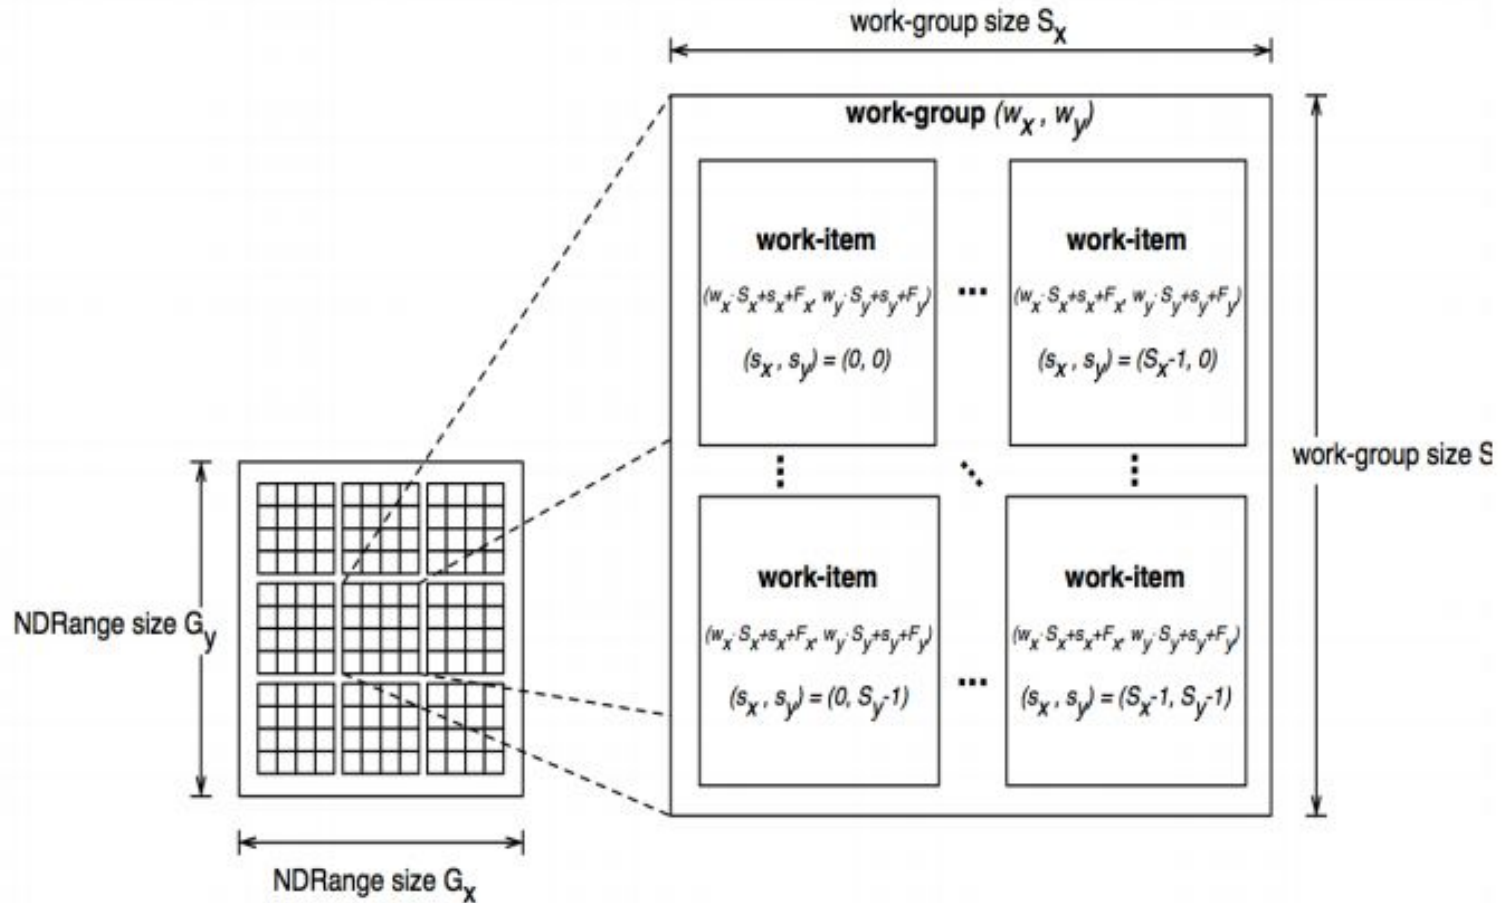 work-group size Sx
work-group (wx , wy)
work-item
(wx· Sx+sx+Fx, wy· Sy+sy+Fy)
(sx , sy) = (0, 0)
...
work-item
(wx· Sx+sx+Fx, wy· Sy+sy+Fy)
(sx , sy) = (Sx-1, 0)
work-group size S
work-item
(wx· Sx+sx+Fx, wy· Sy+sy+Fy)
(sx , sy) = (0, Sy-1)
...
work-item
(wx· Sx+sx+Fx, wy· Sy+sy+Fy)
(sx , sy) = (Sx-1, Sy-1)
NDRange size Gy
NDRange size Gx